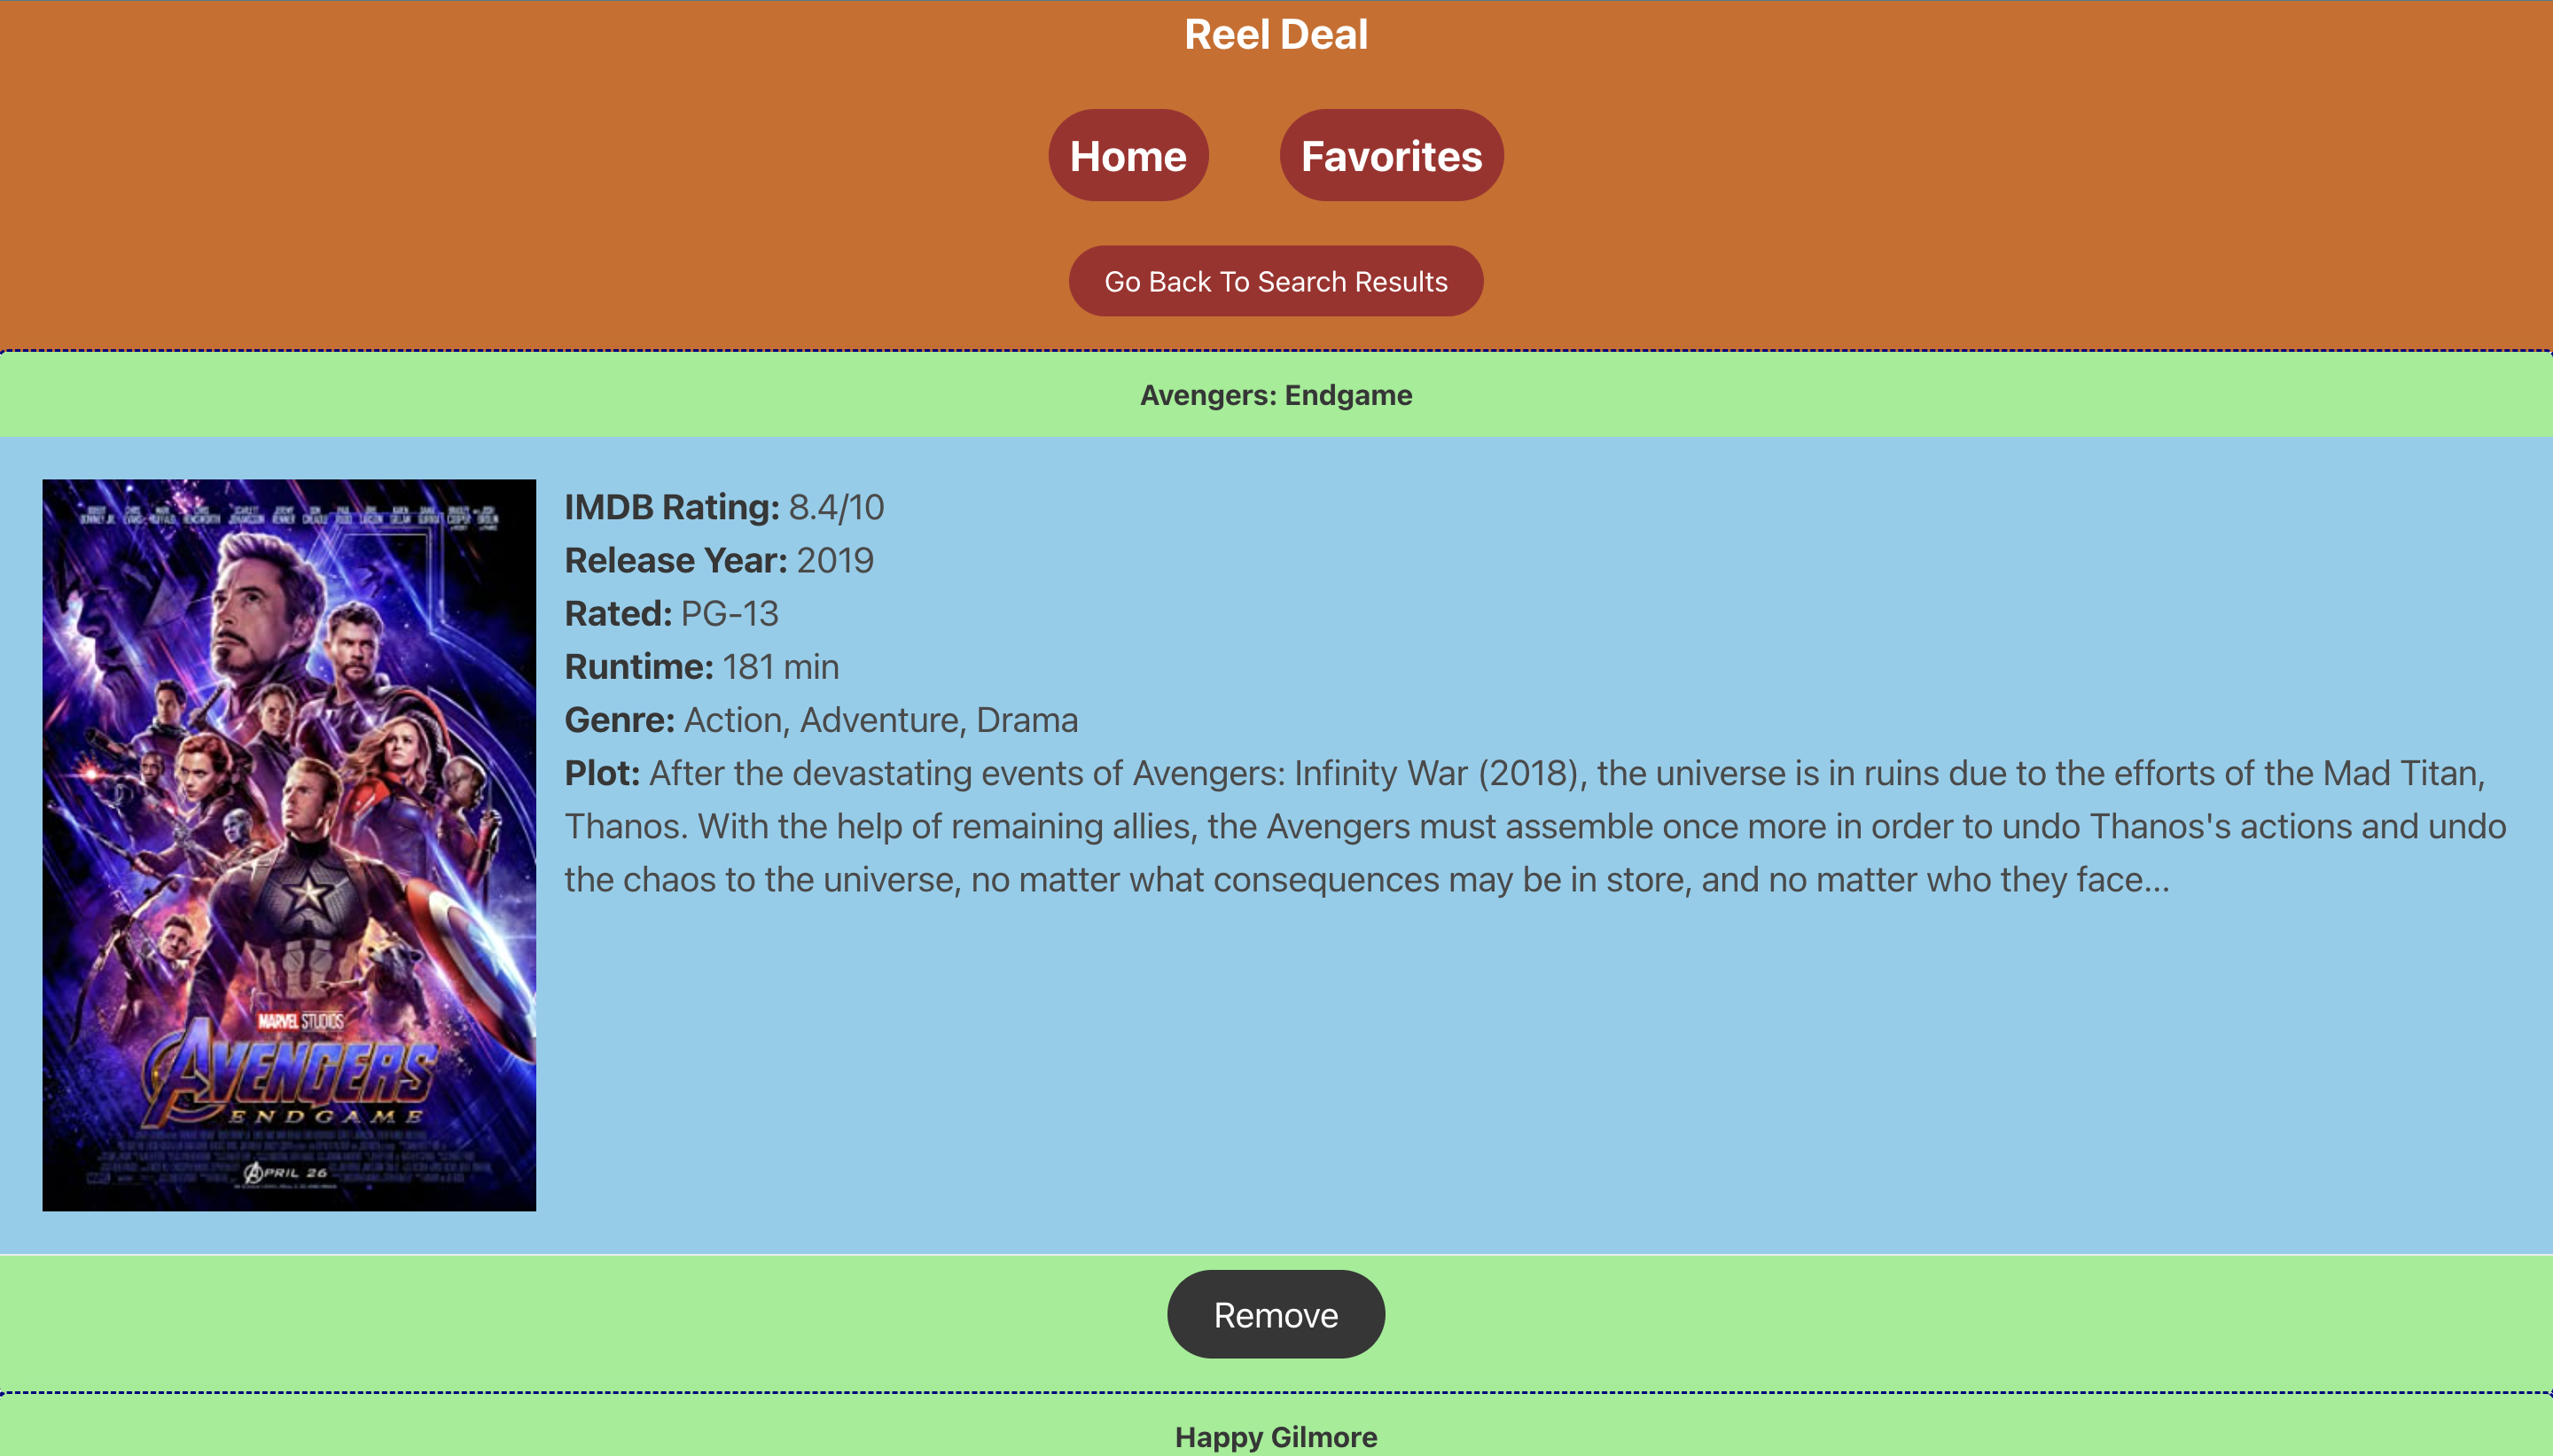 Reel Deal
Home Favorites
Go Back To Search Results
Avengers: Endgame
IMDB Rating: 8.4/10
Release Year: 2019
Rated: PG-13
Runtime: 181 min
Genre: Action, Adventure, Drama
Plot: After the devastating events of Avengers: Infinity War (2018), the universe is in ruins due to the efforts of the Mad Titan,
Thanos. With the help of remaining allies, the Avengers must assemble once more in order to undo Thanos's actions and undo
the chaos to the universe, no matter what consequences may be in store, and no matter who they face...
MARVEL STUDIOS
AVENGERS
ENDGAME
APRIL 26
Remove
Happy Gilmore